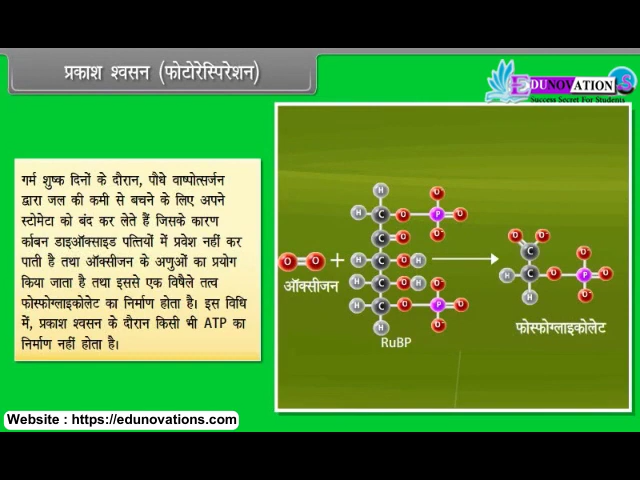 प्रकाश श्वसन (फोटोरेस्पिरेशन)
EDUNOVATIONS
Success Secret For Students
गर्म शुष्क दिनों के दौरान, पौधे वाष्पोत्सर्जन
द्वारा जल की कमी से बचने के लिए अपने
स्टोमेटा को बंद कर लेते हैं जिसके कारण
र्काबन डाइऑक्साइड पत्तियों में प्रवेश नहीं कर
पाती है तथा ऑक्सीजन के अणुओं का प्रयोग
किया जाता है तथा इससे एक विषैले तत्व
फोस्फोग्लाइकोलेट का निर्माण होता है। इस विधि
में, प्रकाश श्वसन के दौरान किसी भी ATP का
निर्माण नहीं होता है।
H
H C O P O
O
C O
O O + H C O H
H C O H
H C O P O
O
H
ऑक्सीजन
RuBP
O O
C
H C O P O
H
O
फोस्फोग्लाइकोलेट
Website : https://edunovations.com